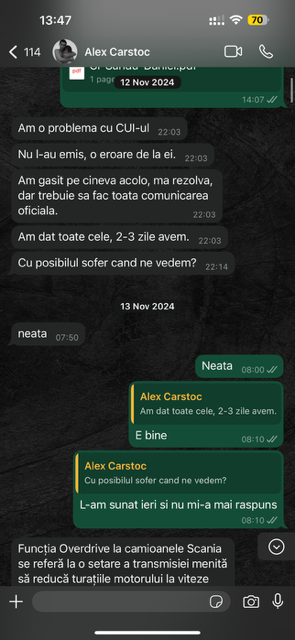 13:47
70
114
Alex Carstoc
pdf
1 pag
12 Nov 2024
14:07
Am o problema cu CUI-ul 22:03
Nu l-au emis, o eroare de la ei. 22:03
Am gasit pe cineva acolo, ma rezolva,
dar trebuie sa fac toata comunicarea
oficiala.
22:03
Am dat toate cele, 2-3 zile avem. 22:03
Cu posibilul sofer cand ne vedem? 22:14
13 Nov 2024
neata 07:50
Neata 08:00
Alex Carstoc
Am dat toate cele, 2-3 zile avem.
E bine
08:10
Alex Carstoc
Cu posibilul sofer cand ne vedem?
L-am sunat ieri si nu mi-a mai raspuns
08:10
Funcția Overdrive la camioanele Scania
se referă la o setare a transmisiei menită
să reducă turațiile motorului la viteze